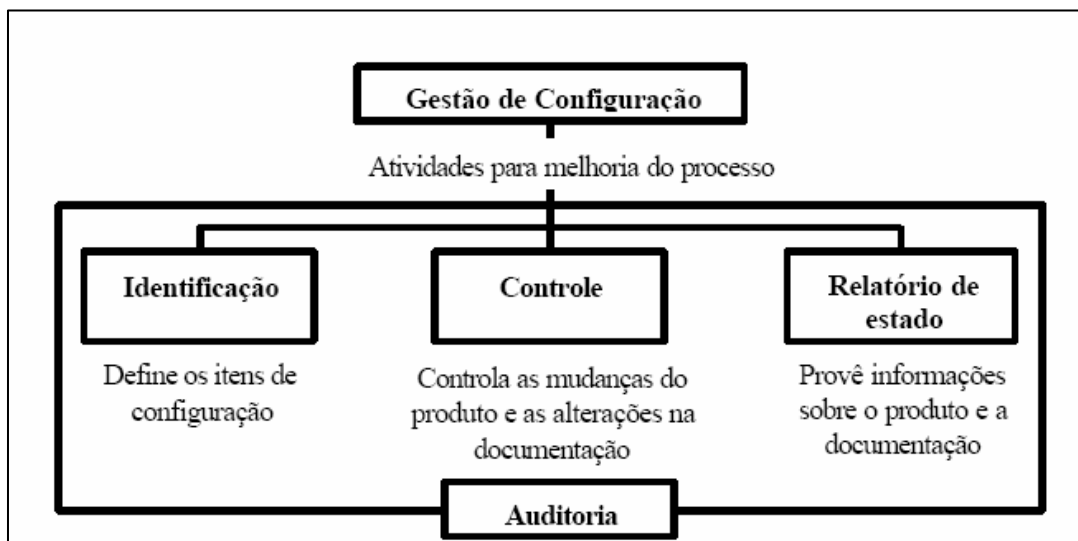 Gestão de Configuração
Atividades para melhoria do processo
Identificação
Define os itens de
configuração
Controle
Controla as mudanças do
produto e as alterações na
documentação
Relatório de
estado
Provê informações
sobre o produto e a
documentação
Auditoria